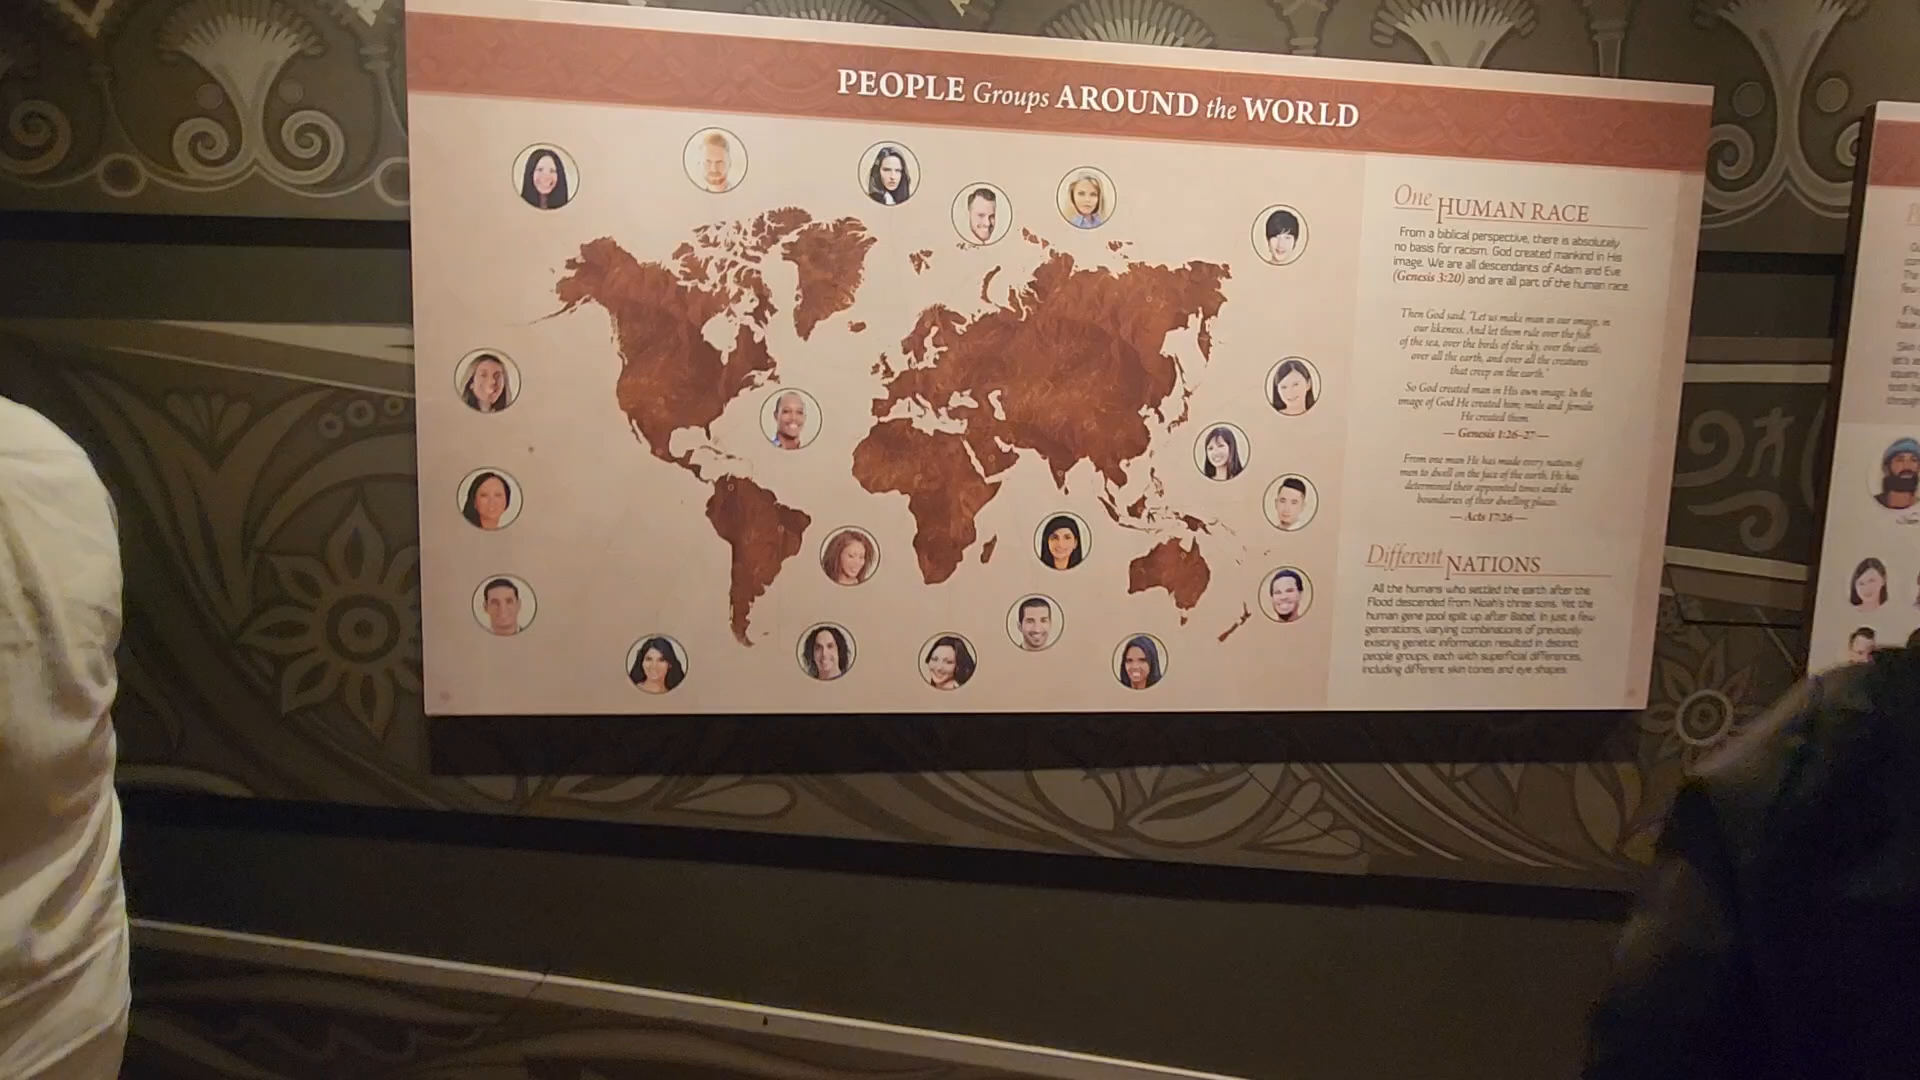 PEOPLE Groups AROUND the WORLD
One HUMAN RACE
From a biblical perspective, there is absolutely
no basis for racism. God created mankind in His
image. We are all descendants of Adam and Eve
(Genesis 3:20) and are all part of the human race.
Then God said, "Let us make man in our image, in
our likeness. And let them rule over the fish
of the sea, over the birds of the sky, over the cattle,
over all the earth, and over all the creatures
that creep on the earth."
So God created man in His own image. In the
image of God He created him; male and female
He created them.
— Genesis 1:26–27 —
From one man He has made every nation of
men to dwell on the face of the earth. He has
determined their appointed times and the
boundaries of their dwelling places.
— Acts 17:26 —
Different NATIONS
All the humans who settled the earth after the
Flood descended from Noah's three sons. Yet the
human gene pool split up after Babel. In just a few
generations, varying combinations of previously
existing genetic information resulted in distinct
people groups, each with superficial differences,
including different skin tones and eye shapes.